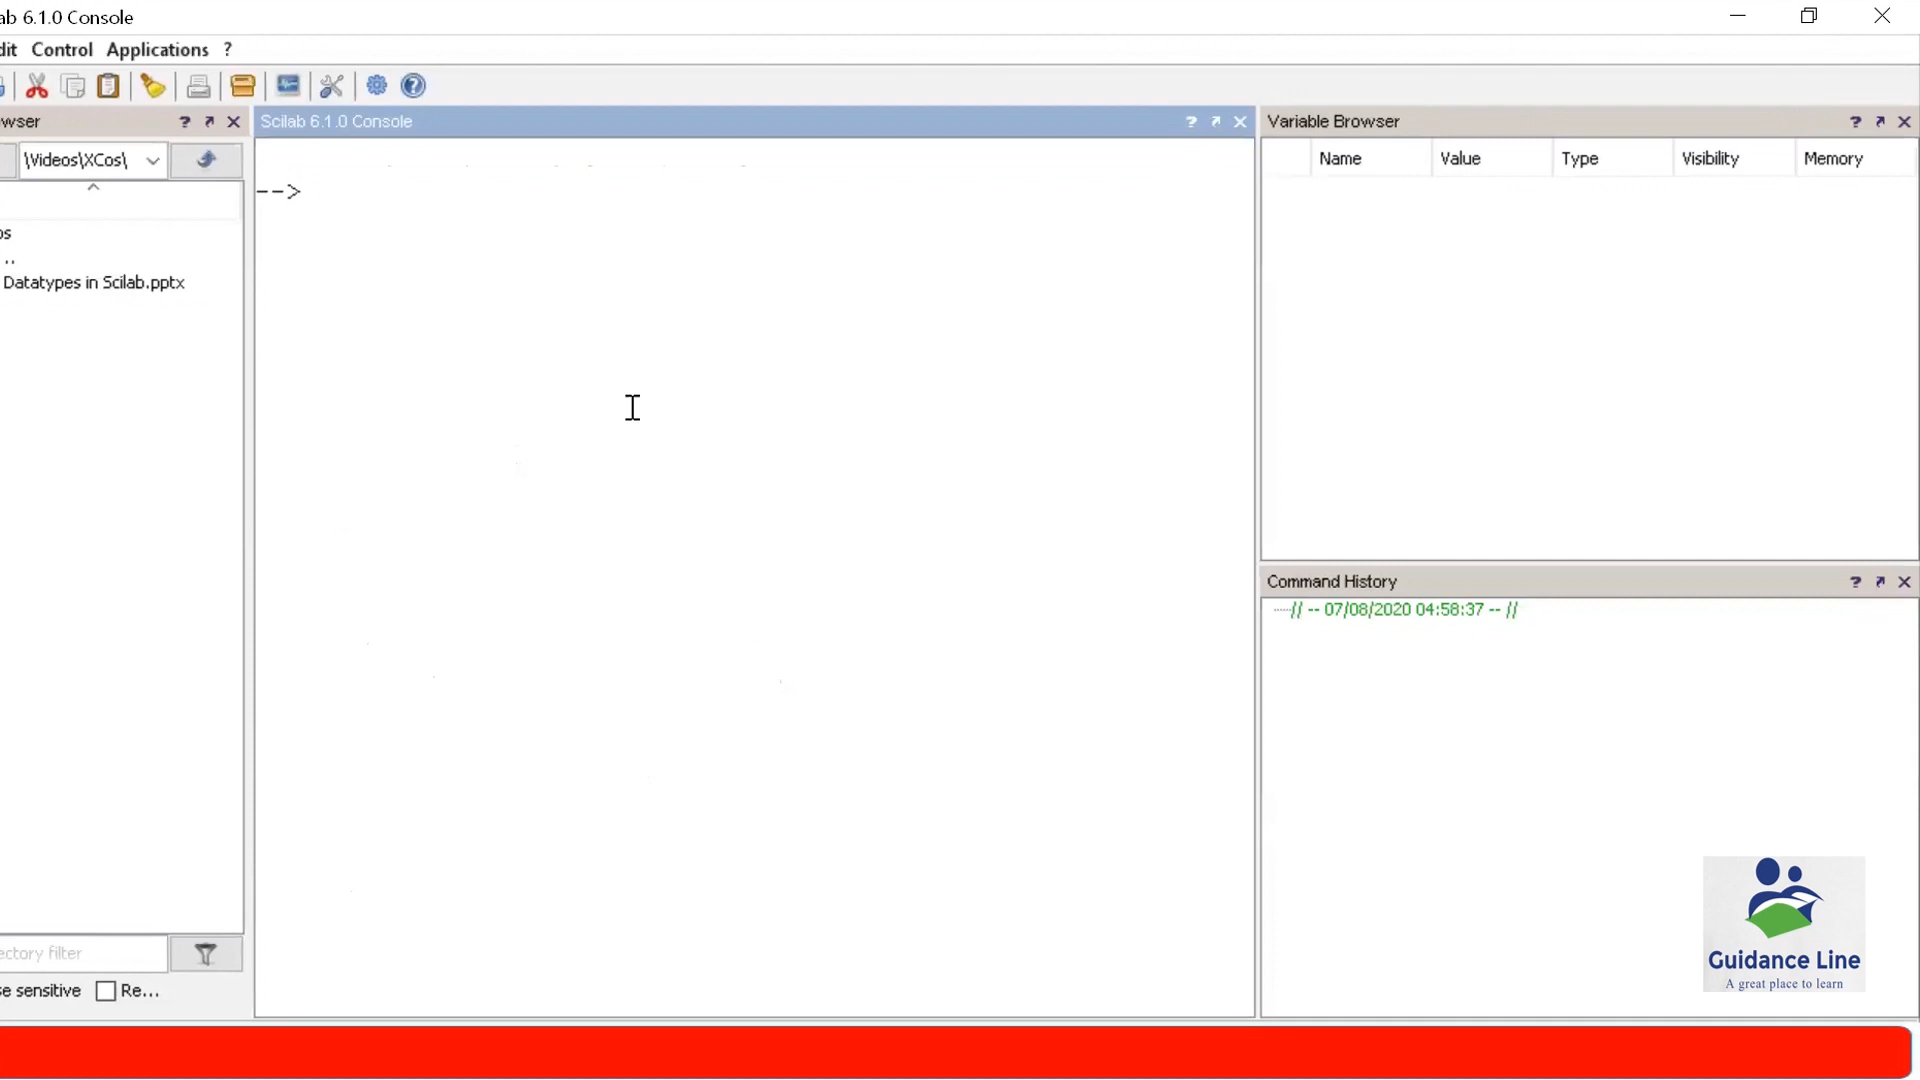 ab 6.1.0 Console
dit Control Applications ?
wser
\Videos\XCos\
os
..
Datatypes in Scilab.pptx
ectory filter
se sensitive Re...
Scilab 6.1.0 Console
-->
Variable Browser
Name Value Type Visibility Memory
Command History
// -- 07/08/2020 04:58:37 -- //
Guidance Line
A great place to learn